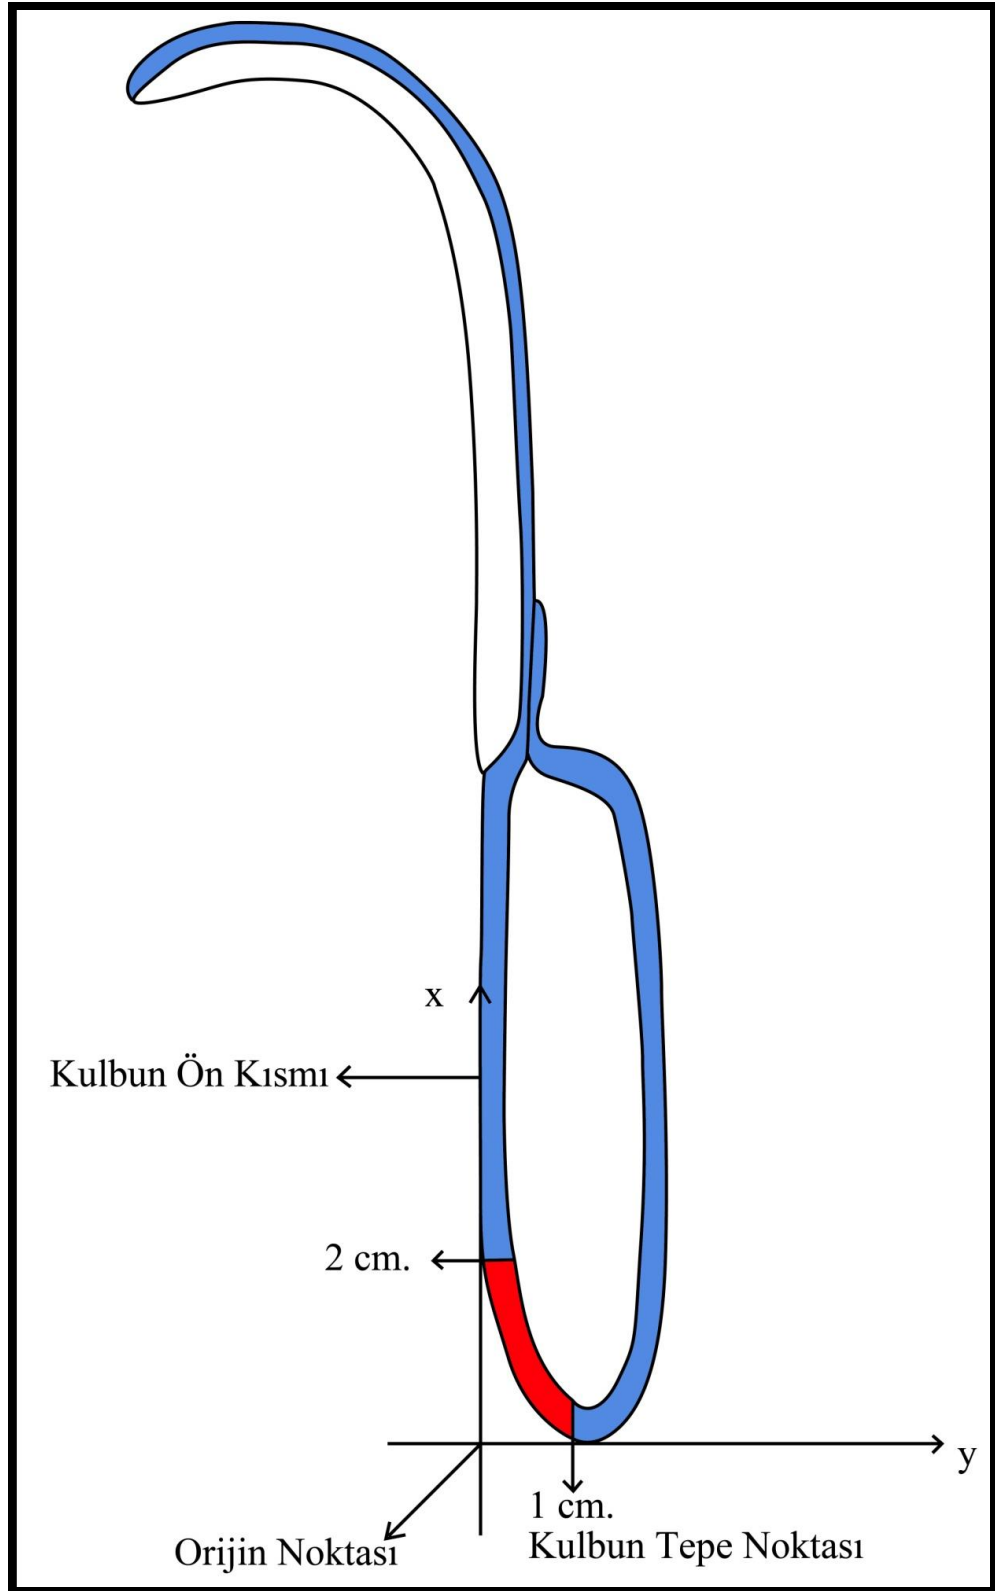 x
Kulbun Ön Kısmı
2 cm.
y
1 cm.
Kulbun Tepe Noktası
Orijin Noktası